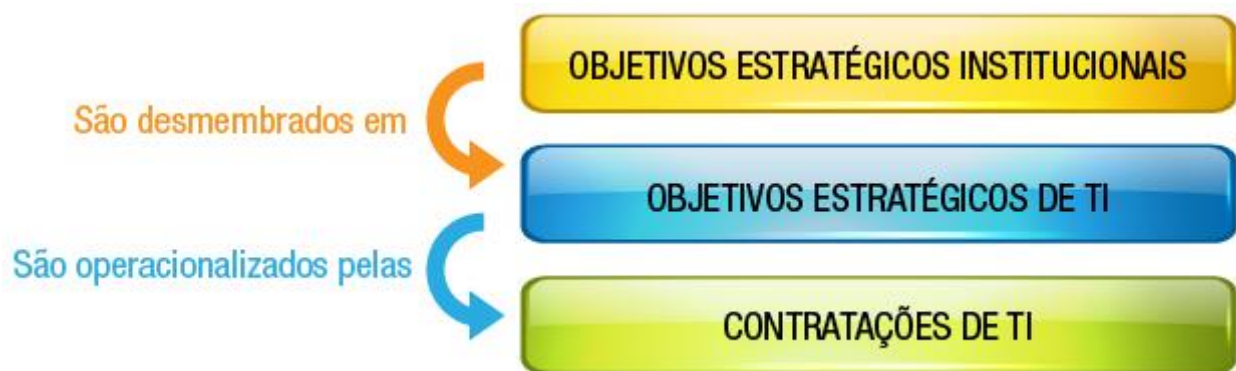 OBJETIVOS ESTRATÉGICOS INSTITUCIONAIS
São desmembrados em
OBJETIVOS ESTRATÉGICOS DE TI
São operacionalizados pelas
CONTRATAÇÕES DE TI